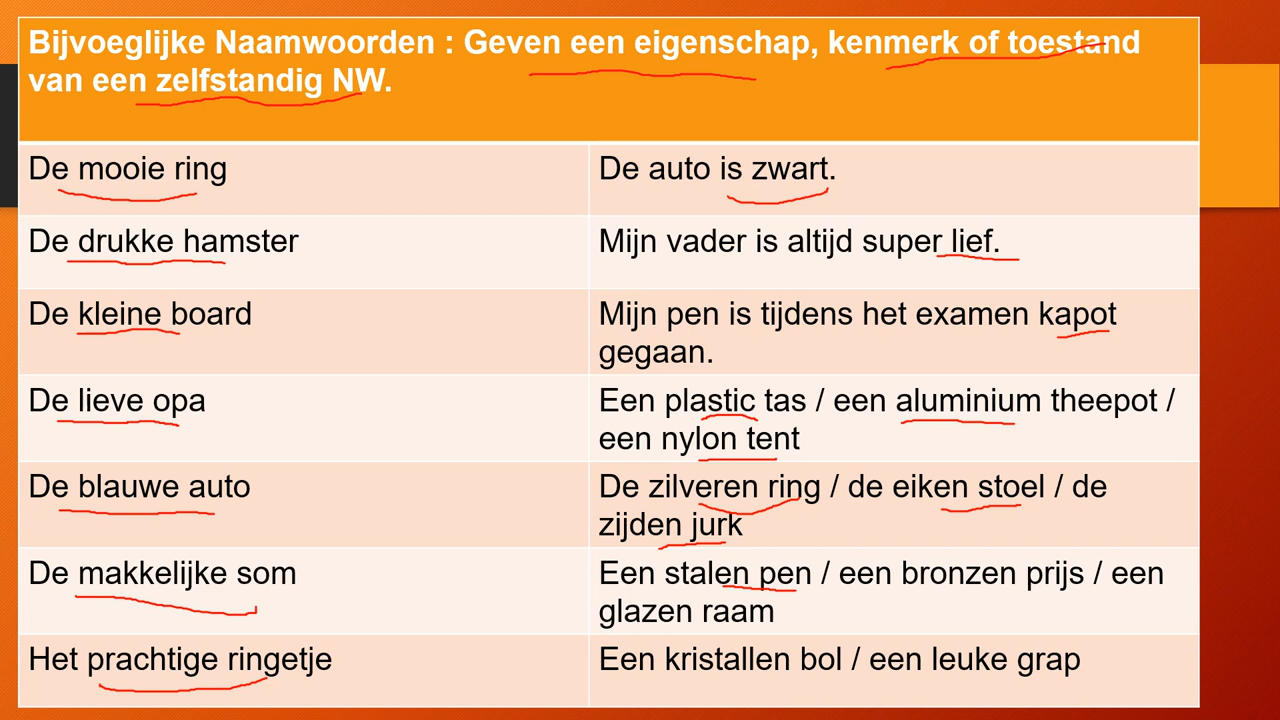 Bijvoeglijke Naamwoorden : Geven een eigenschap, kenmerk of toestand
van een zelfstandig NW.
De mooie ring
De auto is zwart.
De drukke hamster
Mijn vader is altijd super lief.
De kleine board
Mijn pen is tijdens het examen kapot
gegaan.
De lieve opa
Een plastic tas / een aluminium theepot /
een nylon tent
De blauwe auto
De zilveren ring / de eiken stoel / de
zijden jurk
De makkelijke som
Een stalen pen / een bronzen prijs / een
glazen raam
Het prachtige ringetje
Een kristallen bol / een leuke grap